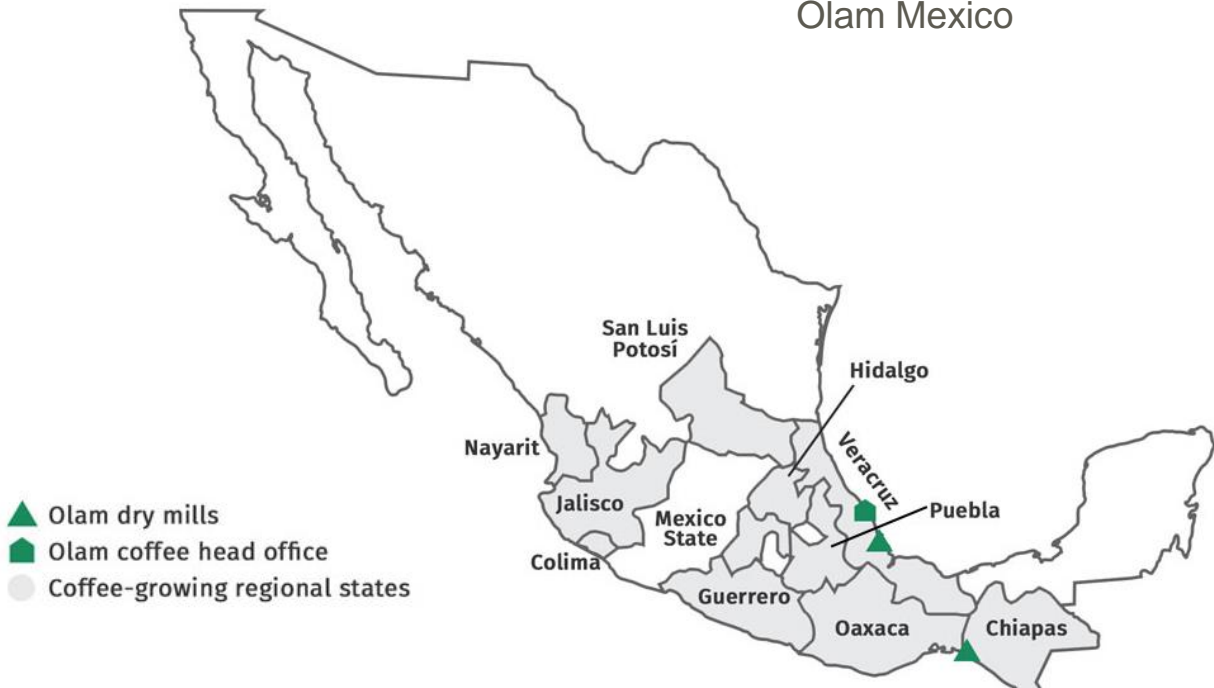 Olam Mexico
San Luis
Potosí
Hidalgo
Nayarit
Veracruz
Jalisco
Mexico
State
Puebla
Colima
Guerrero
Oaxaca
Chiapas
Olam dry mills
Olam coffee head office
Coffee-growing regional states